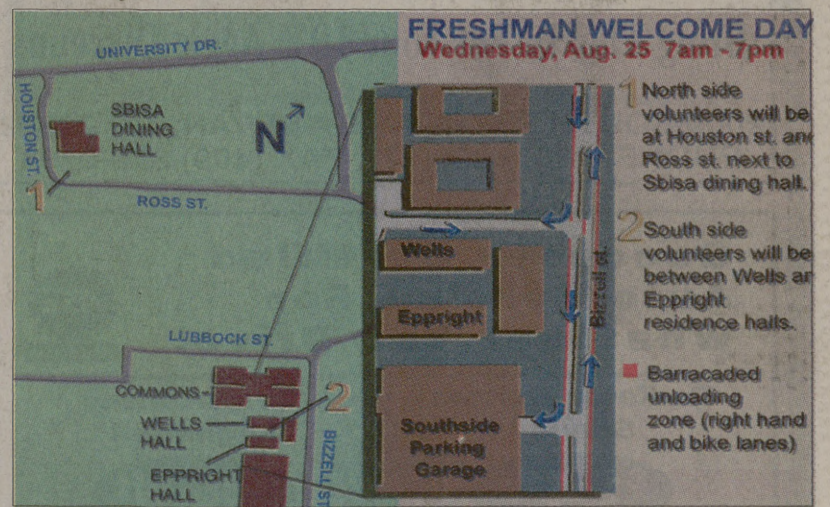 FRESHMAN WELCOME DAY
Wednesday, Aug. 25 7am - 7pm
UNIVERSITY DR.
HOUSTON ST.
SBISA
DINING
HALL
N
1
ROSS ST.
LUBBOCK ST.
COMMONS
2
WELLS
HALL
EPPRIGHT
HALL
BIZZELL ST
Wells
Eppright
Bizzell st.
Southside
Parking
Garage
1 North side
volunteers will be
at Houston st. and
Ross st. next to
Sbisa dining hall.
2 South side
volunteers will be
between Wells an
Eppright
residence halls.
Barracaded
unloading
zone (right hand
and bike lanes)